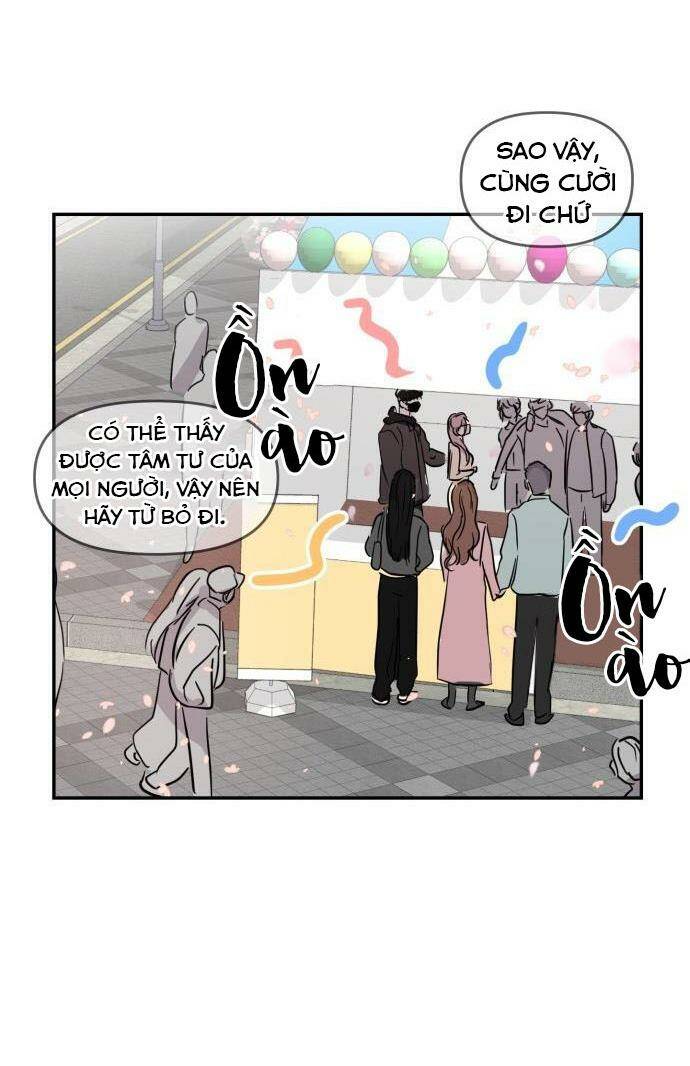 SAO VẬY,
CÙNG CƯỜI
ĐI CHỨ
Ồn
ào
CÓ THỂ THẤY
ĐƯỢC TÂM TƯ CỦA
MỌI NGƯỜI, VẬY NÊN
HÃY TỪ BỎ ĐI.
Ồn
ào